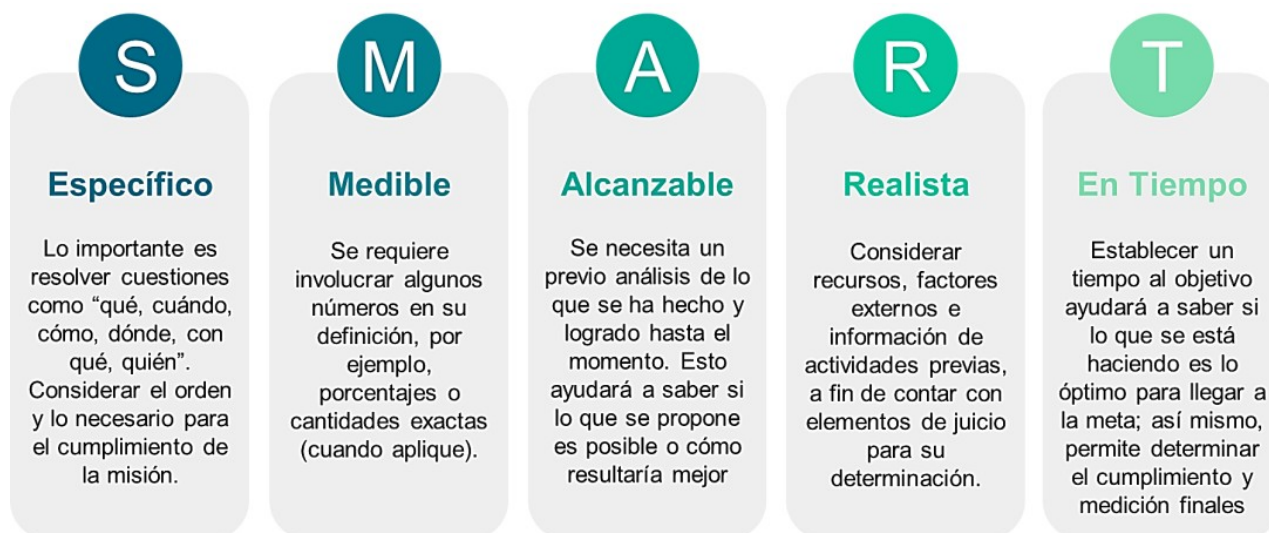 S
Específico
Lo importante es
resolver cuestiones
como “qué, cuándo,
cómo, dónde, con
qué, quién”.
Considerar el orden
y lo necesario para
el cumplimiento de
la misión.
M
Medible
Se requiere
involucrar algunos
números en su
definición, por
ejemplo,
porcentajes o
cantidades exactas
(cuando aplique).
A
Alcanzable
Se necesita un
previo análisis de lo
que se ha hecho y
logrado hasta el
momento. Esto
ayudará a saber si
lo que se propone
es posible o cómo
resultaría mejor
R
Realista
Considerar
recursos, factores
externos e
información de
actividades previas,
a fin de contar con
elementos de juicio
para su
determinación.
T
En Tiempo
Establecer un
tiempo al objetivo
ayudará a saber si
lo que se está
haciendo es lo
óptimo para llegar a
la meta; así mismo,
permite determinar
el cumplimiento y
medición finales